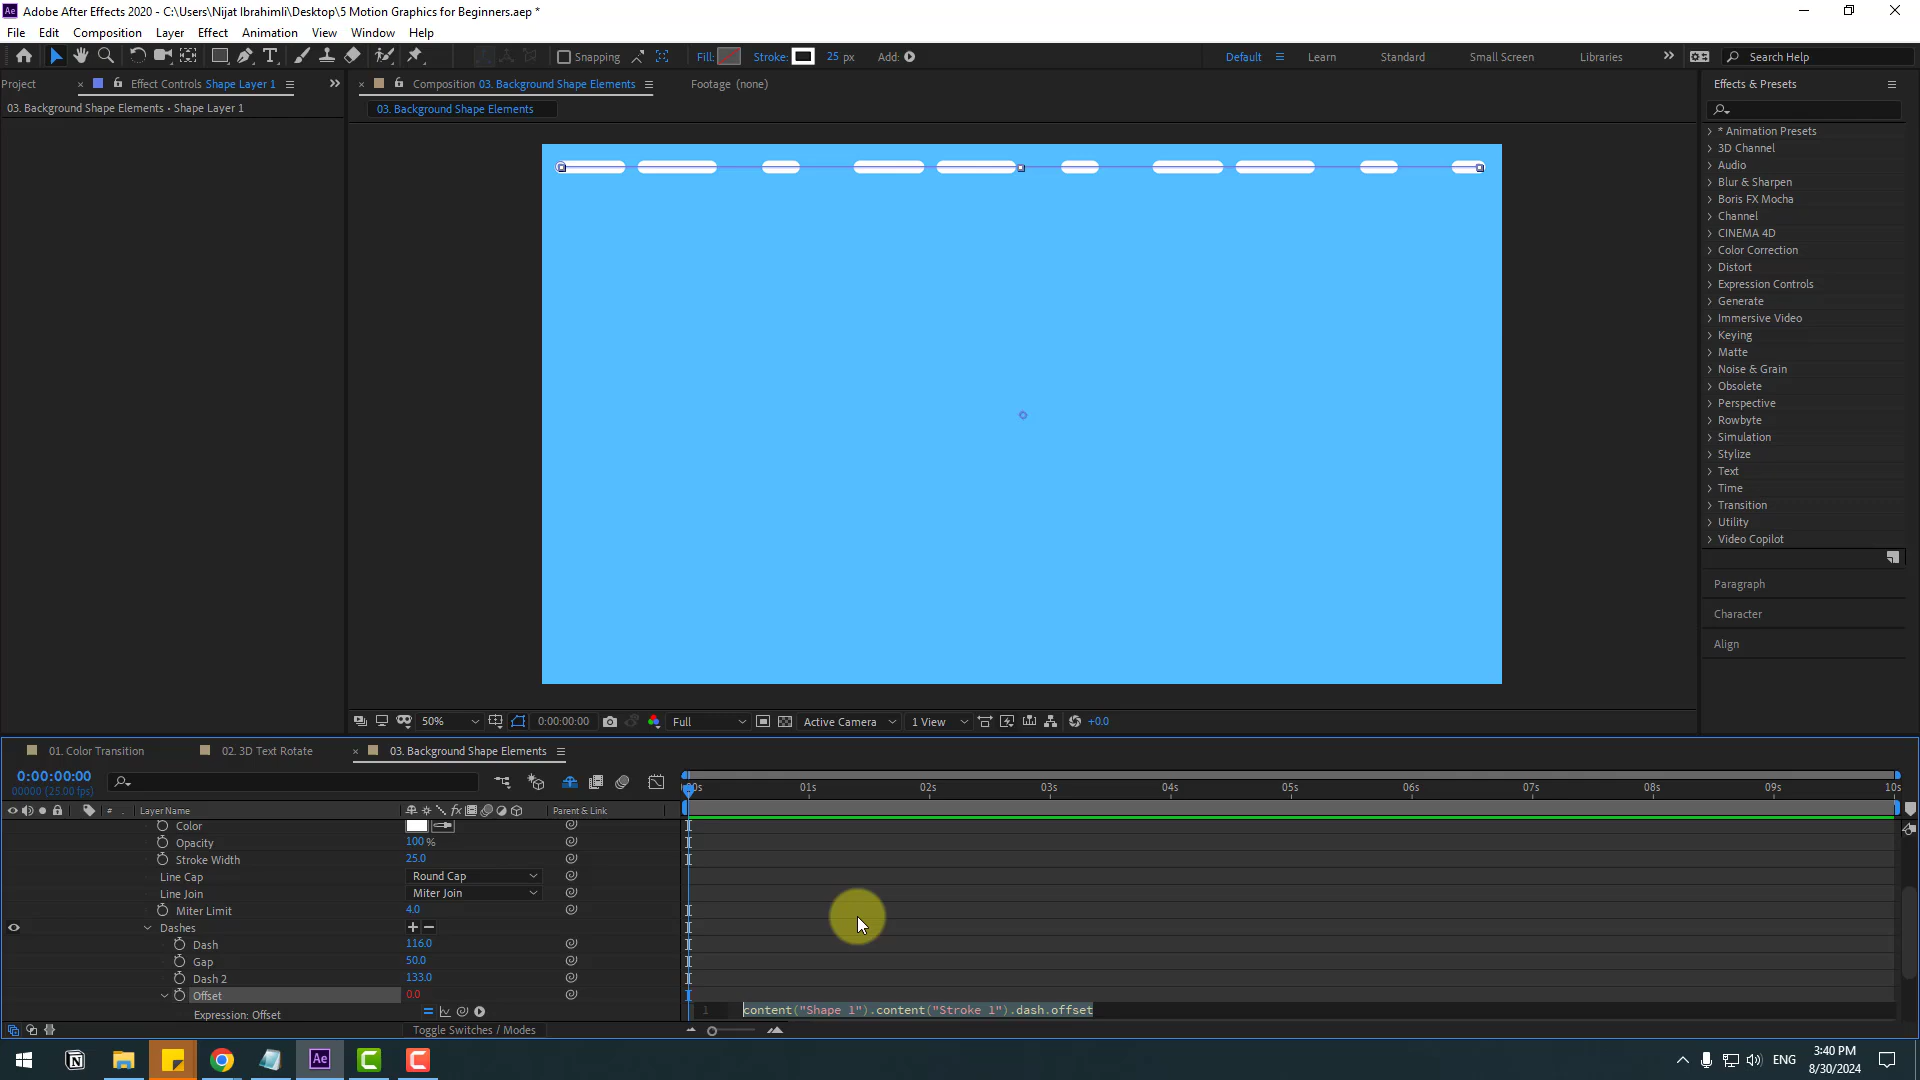 Adobe After Effects 2020 - C:\Users\Nijat Ibrahimli\Desktop\5 Motion Graphics for Beginners.aep *
File Edit Composition Layer Effect Animation View Window Help
Snapping Fill: Stroke: 25 px Add: Default Learn Standard Small Screen Libraries Search Help
Project Effect Controls Shape Layer 1 Composition 03. Background Shape Elements Footage (none) Effects & Presets
03. Background Shape Elements • Shape Layer 1
03. Background Shape Elements
* Animation Presets
3D Channel
Audio
Blur & Sharpen
Boris FX Mocha
Channel
CINEMA 4D
Color Correction
Distort
Expression Controls
Generate
Immersive Video
Keying
Matte
Noise & Grain
Obsolete
Perspective
Rowbyte
Simulation
Stylize
Text
Time
Transition
Utility
Video Copilot
Paragraph
Character
Align
50% 0:00:00:00 Full Active Camera 1 View +0.0
01. Color Transition 02. 3D Text Rotate 03. Background Shape Elements
0:00:00:00
00000 (25.00 fps)
00s 01s 02s 03s 04s 05s 06s 07s 08s 09s 10s
# Layer Name Parent & Link
Color
Opacity 100 %
Stroke Width 25.0
Line Cap Round Cap
Line Join Miter Join
Miter Limit 4.0
Dashes
Dash 116.0
Gap 50.0
Dash 2 133.0
Offset 0.0
Expression: Offset 1 content("Shape 1").content("Stroke 1").dash.offset
Toggle Switches / Modes
ENG 3:40 PM
8/30/2024